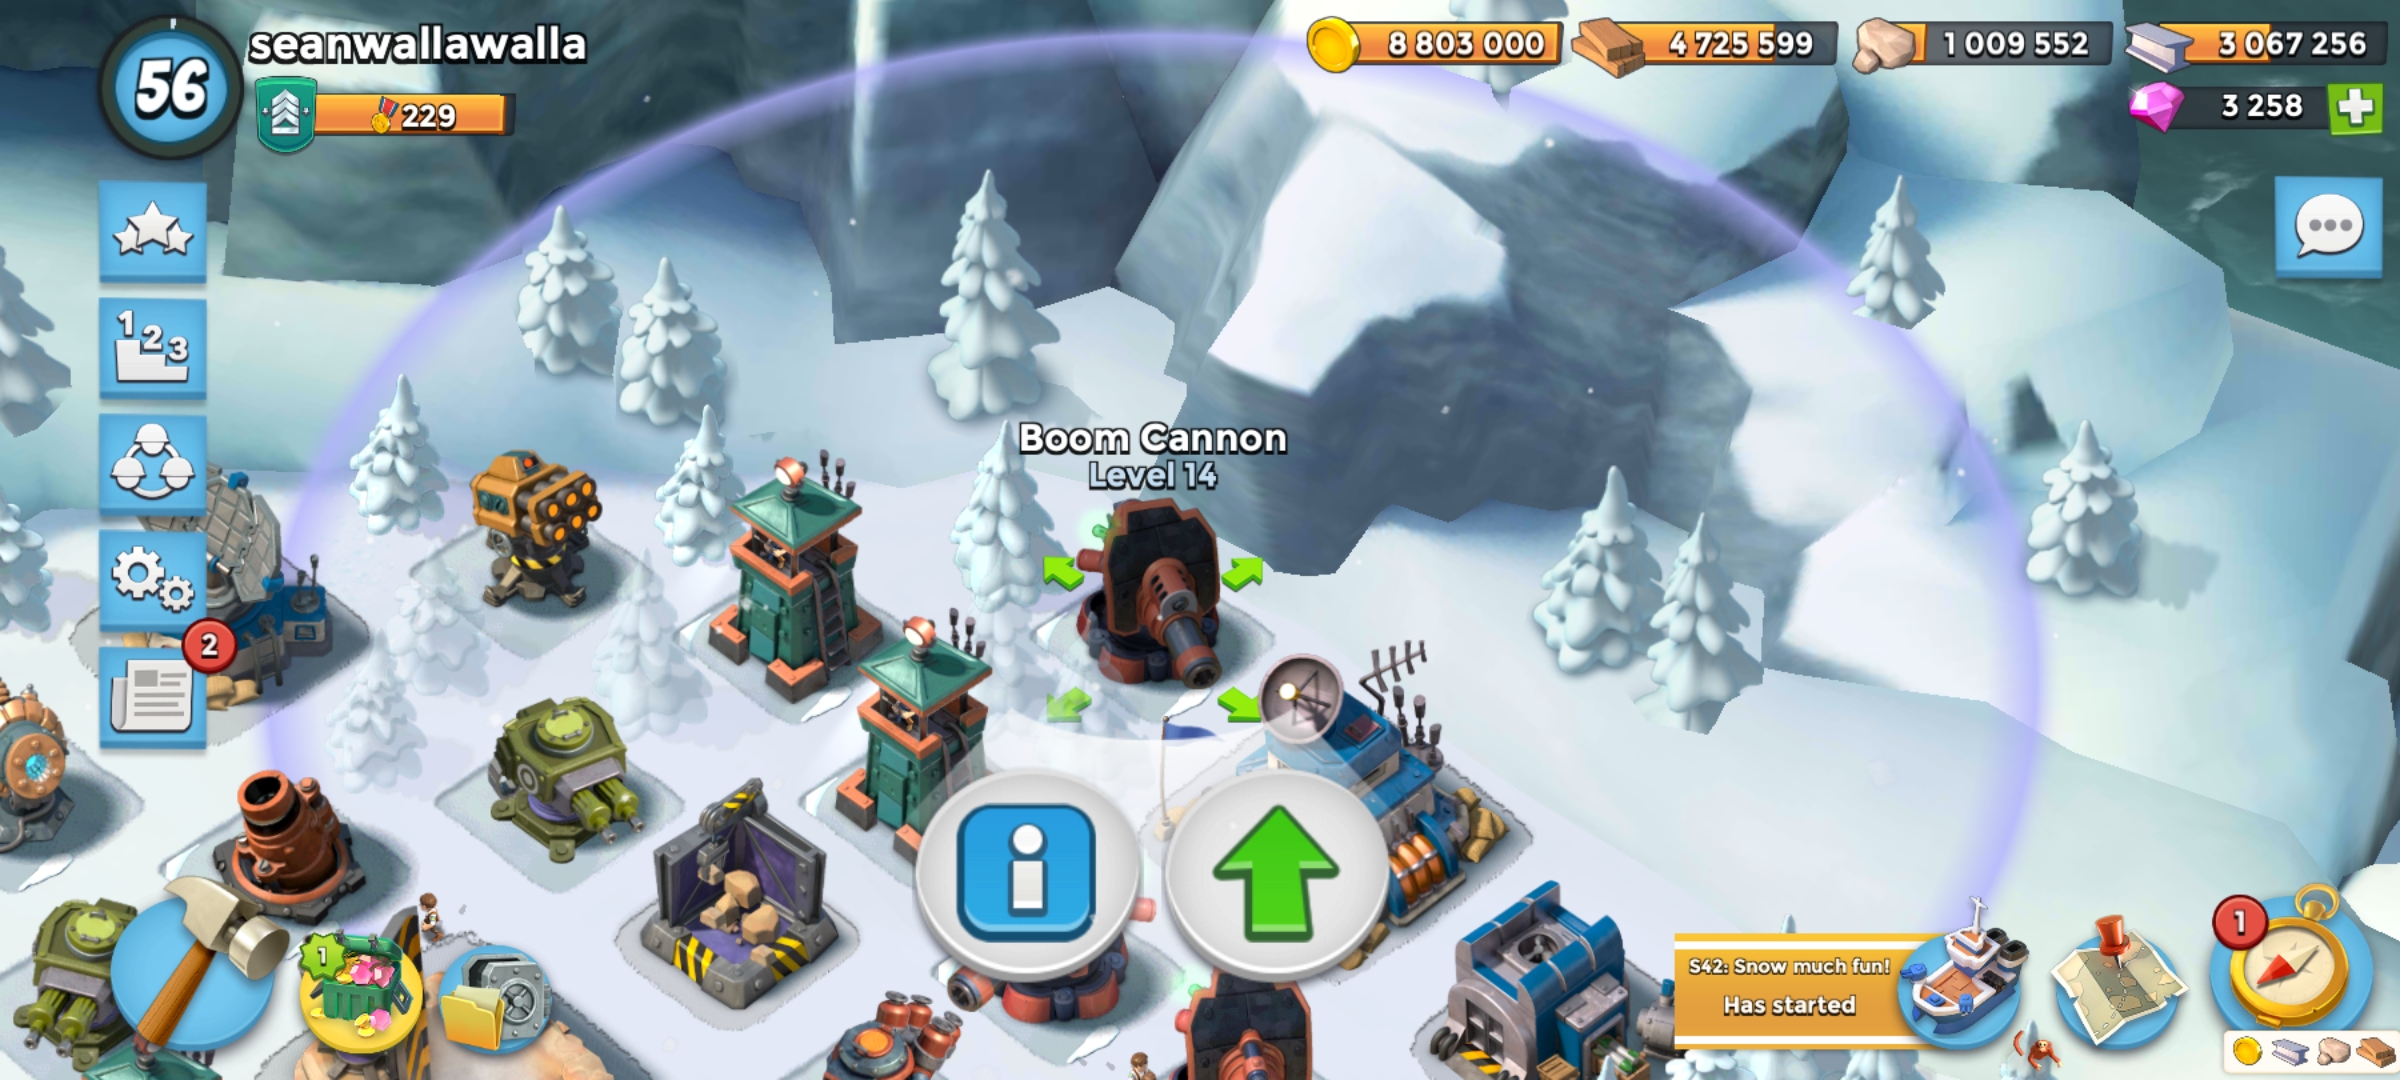 56
seanwallawalla
229
8 803 000
4 725 599
1 009 552
3 067 256
3 258
123
Boom Cannon
Level 14
2
1
S42: Snow much fun!
Has started
1